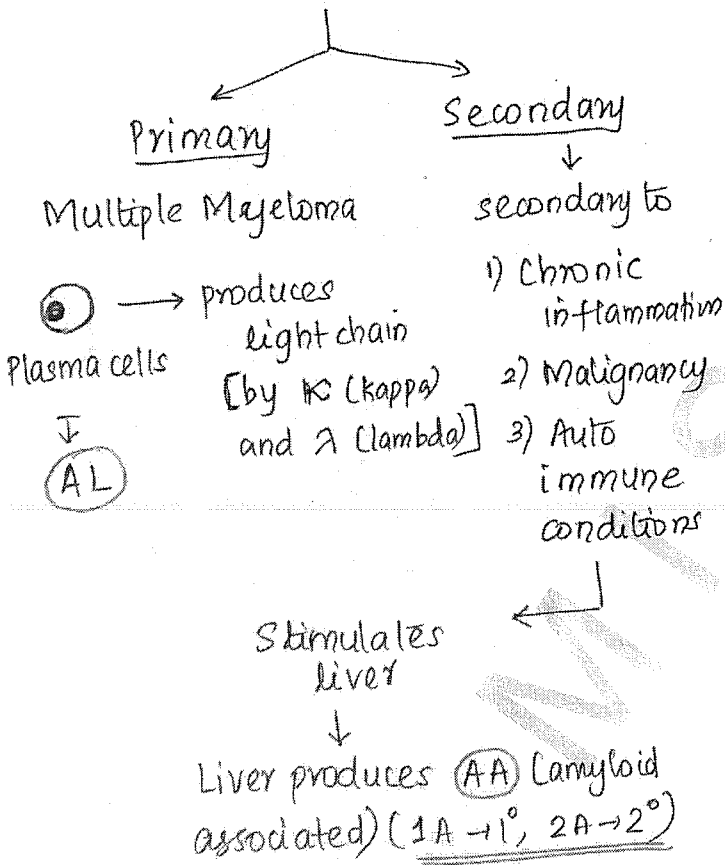 Primary
Multiple Mayeloma
Plasma cells
→ produces
light chain
[by K (kappa)
and λ (lambda)]
↓
AL
Secondary
↓
secondary to
1) Chronic
inflammation
2) Malignancy
3) Auto
immune
conditions
Stimulates
liver
↓
Liver produces AA (amyloid
associated) (1A → 1°, 2A → 2°)